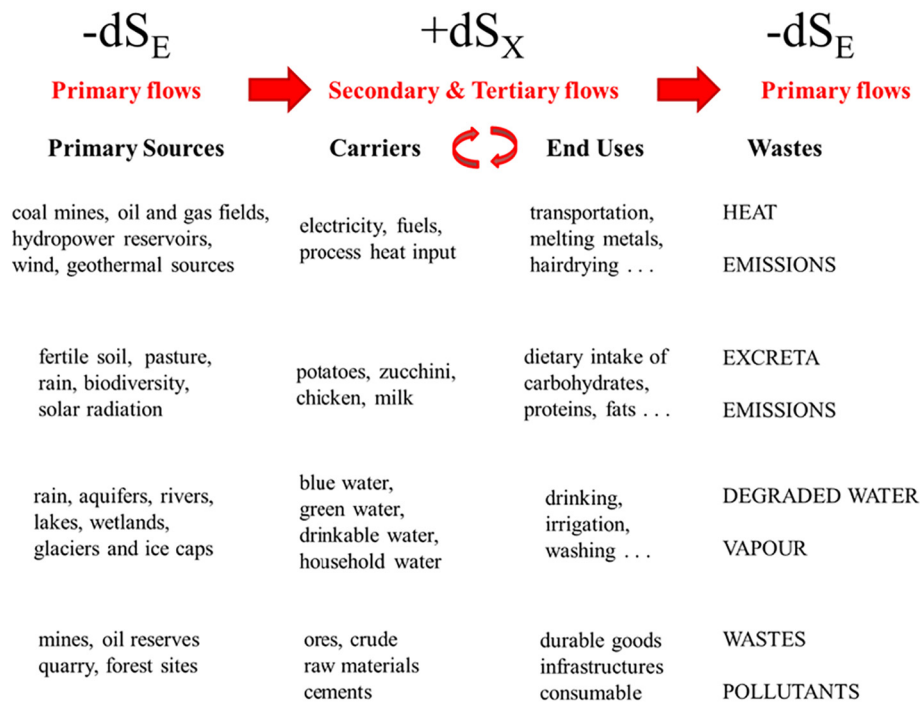 -dS_E +dS_X -dS_E
Primary flows Secondary & Tertiary flows Primary flows
Primary Sources Carriers End Uses Wastes
coal mines, oil and gas fields,
hydropower reservoirs,
wind, geothermal sources
electricity, fuels,
process heat input
transportation,
melting metals,
hairdrying . . .
HEAT
EMISSIONS
fertile soil, pasture,
rain, biodiversity,
solar radiation
potatoes, zucchini,
chicken, milk
dietary intake of
carbohydrates,
proteins, fats . . .
EXCRETA
EMISSIONS
rain, aquifers, rivers,
lakes, wetlands,
glaciers and ice caps
blue water,
green water,
drinkable water,
household water
drinking,
irrigation,
washing . . .
DEGRADED WATER
VAPOUR
mines, oil reserves
quarry, forest sites
ores, crude
raw materials
cements
durable goods
infrastructures
consumable
WASTES
POLLUTANTS